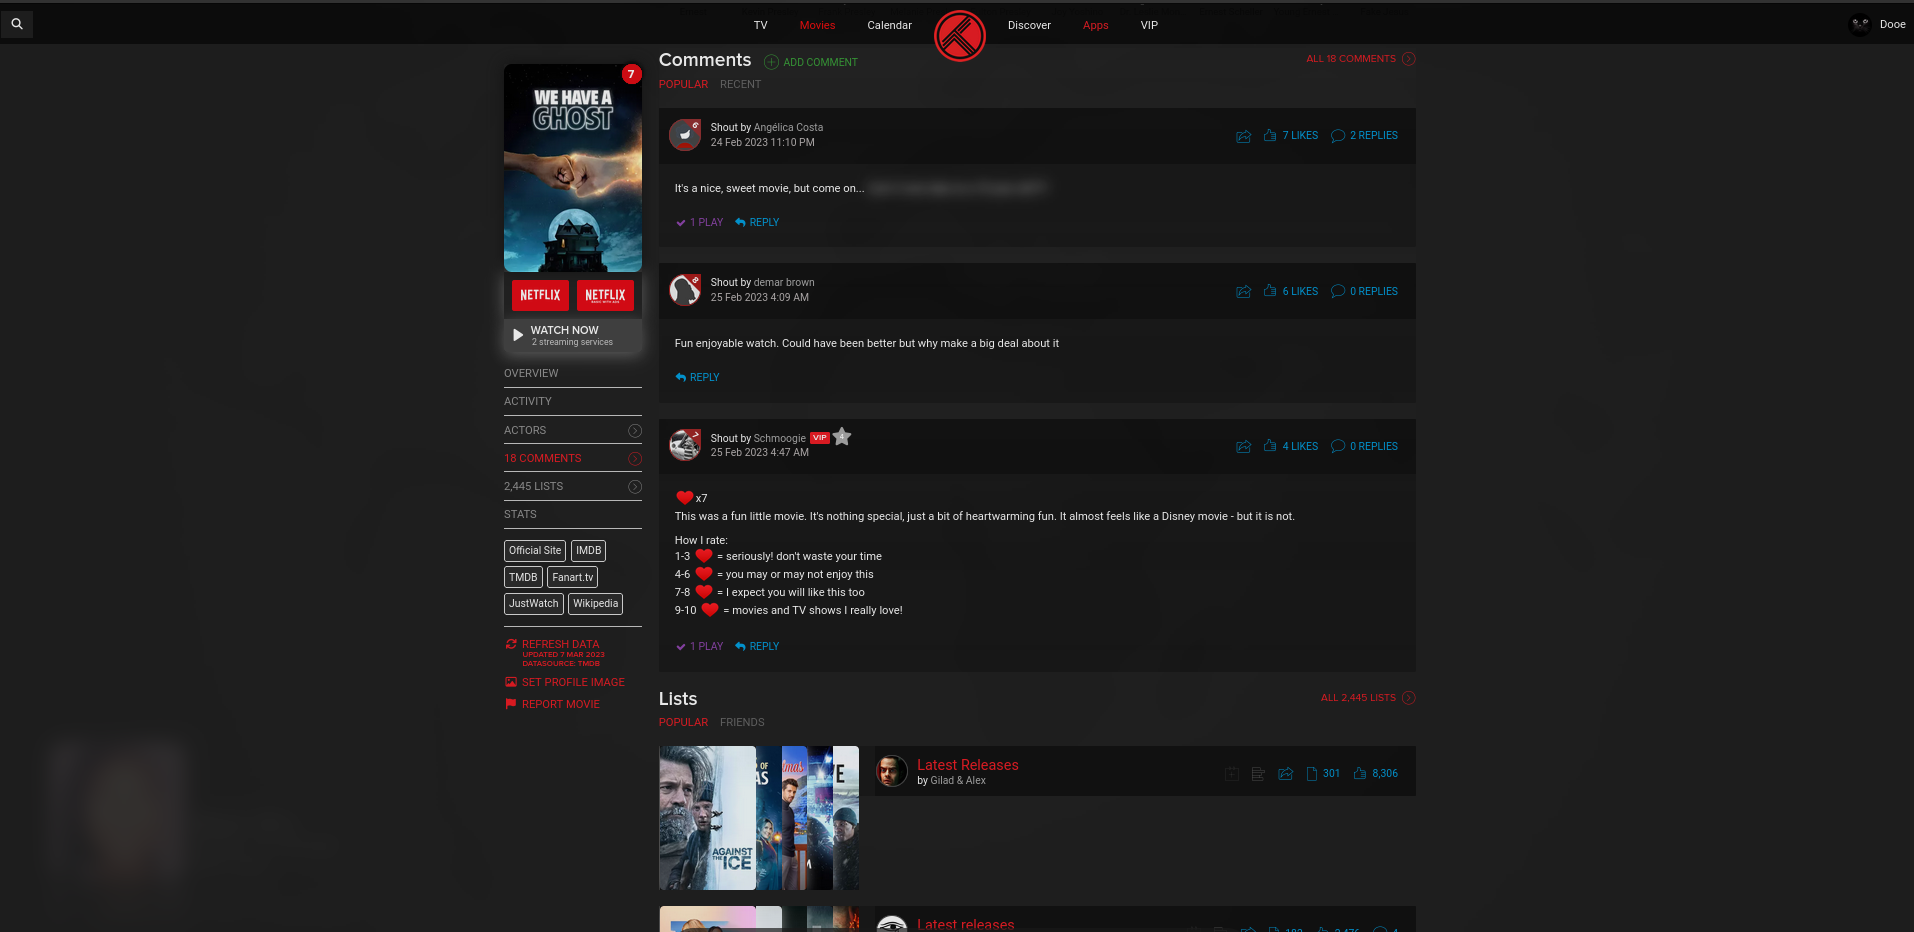 TV
Movies
Calendar
Discover
Apps
VIP
Dooe
7
WE HAVE A
GHOST
NETFLIX
NETFLIX
WATCH NOW
2 streaming services
OVERVIEW
ACTIVITY
ACTORS
18 COMMENTS
2,445 LISTS
STATS
Official Site
IMDB
TMDB
Fanart.tv
JustWatch
Wikipedia
REFRESH DATA
UPDATED 7 MAR 2023
DATASOURCE: TMDB
SET PROFILE IMAGE
REPORT MOVIE
Comments
ADD COMMENT
ALL 18 COMMENTS
POPULAR RECENT
6
Shout by Angélica Costa
24 Feb 2023 11:10 PM
7 LIKES
2 REPLIES
It's a nice, sweet movie, but come on...
1 PLAY
REPLY
8
Shout by demar brown
25 Feb 2023 4:09 AM
6 LIKES
0 REPLIES
Fun enjoyable watch. Could have been better but why make a big deal about it
REPLY
7
Shout by Schmoogie VIP 4
25 Feb 2023 4:47 AM
4 LIKES
0 REPLIES
x7
This was a fun little movie. It's nothing special, just a bit of heartwarming fun. It almost feels like a Disney movie - but it is not.
How I rate:
1-3 = seriously! don't waste your time
4-6 = you may or may not enjoy this
7-8 = I expect you will like this too
9-10 = movies and TV shows I really love!
1 PLAY
REPLY
Lists
ALL 2,445 LISTS
POPULAR FRIENDS
AGAINST
THE ICE
OF
AS
E
Latest Releases
by Gilad & Alex
301
8,306
Latest releases